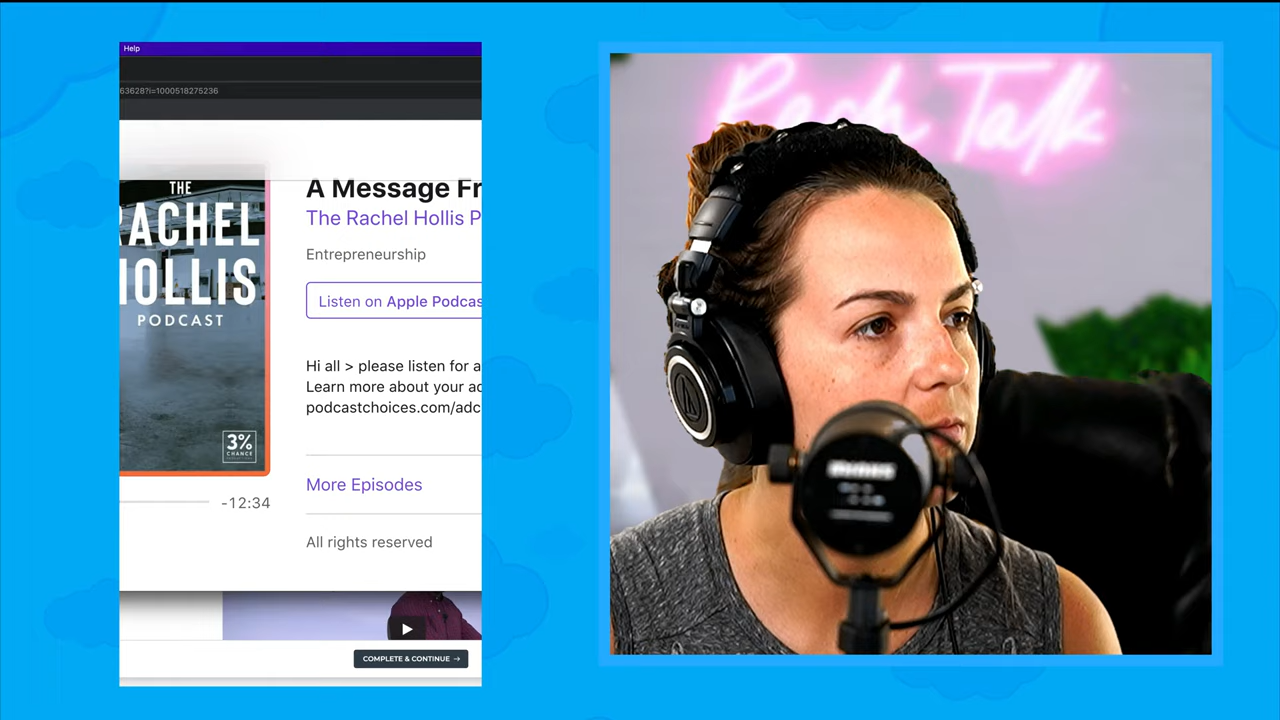 Help
63628?i=1000518275236
THE
RACHEL
HOLLIS
PODCAST
3%
CHANCE
-12:34
A Message Fr
The Rachel Hollis P
Entrepreneurship
Listen on Apple Podcas
Hi all > please listen for a
Learn more about your ad
podcastchoices.com/adc
More Episodes
All rights reserved
COMPLETE & CONTINUE →
Talk